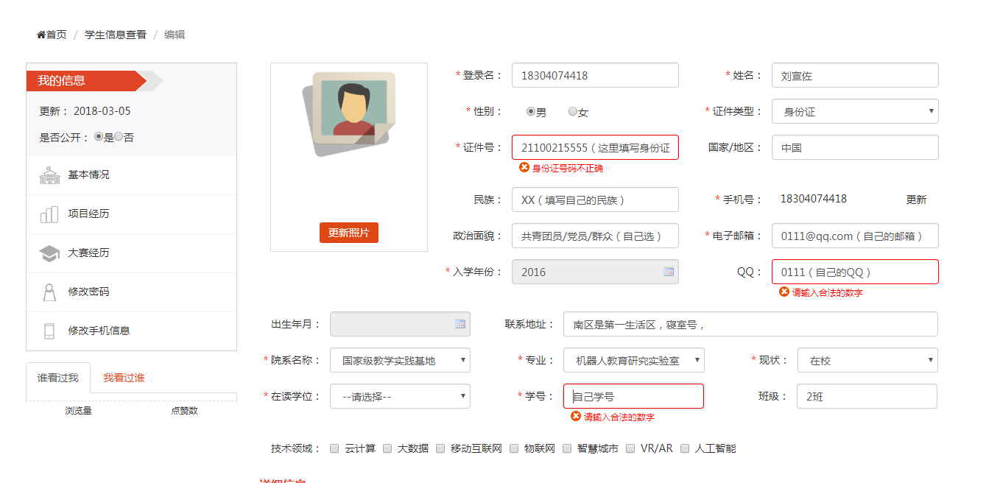 首页 / 学生信息查看 / 编辑
我的信息
更新： 2018-03-05
是否公开： 是 否
基本情况
项目经历
大赛经历
修改密码
修改手机信息
谁看过我 我看过谁
浏览量 点赞数
更新照片
* 登录名： 18304074418 * 姓名： 刘宣佐
* 性别： 男 女 * 证件类型： 身份证
* 证件号： 21100215555（这里填写身份证 国家/地区： 中国
身份证号码不正确
民族： XX（填写自己的民族） * 手机号： 18304074418 更新
政治面貌： 共青团员/党员/群众（自己选） * 电子邮箱： 0111@qq.com（自己的邮箱）
* 入学年份： 2016 QQ： 0111（自己的QQ）
请输入合法的数字
出生年月： 联系地址： 南区是第一生活区，寝室号，
* 院系名称： 国家级教学实践基地 * 专业： 机器人教育研究实验室 * 现状： 在校
* 在读学位： --请选择-- * 学号： 自己学号 班级： 2班
请输入合法的数字
技术领域： 云计算 大数据 移动互联网 物联网 智慧城市 VR/AR 人工智能
详细信息